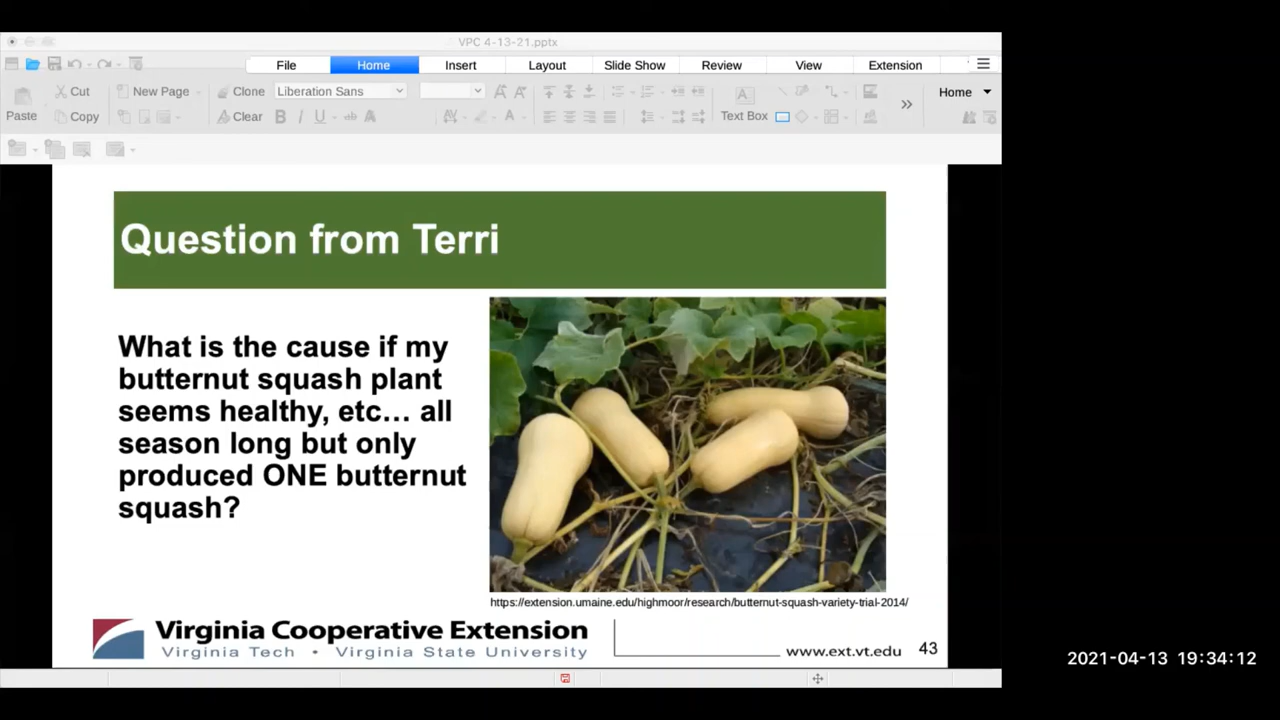 VPC 4-13-21.pptx
File Home Insert Layout Slide Show Review View Extension
Cut New Page Clone Liberation Sans Home
Paste Copy Clear B I U ab A A Text Box
Question from Terri
What is the cause if my
butternut squash plant
seems healthy, etc... all
season long but only
produced ONE butternut
squash?
https://extension.umaine.edu/highmoor/research/butternut-squash-variety-trial-2014/
Virginia Cooperative Extension
Virginia Tech • Virginia State University
www.ext.vt.edu 43
2021-04-13 19:34:12